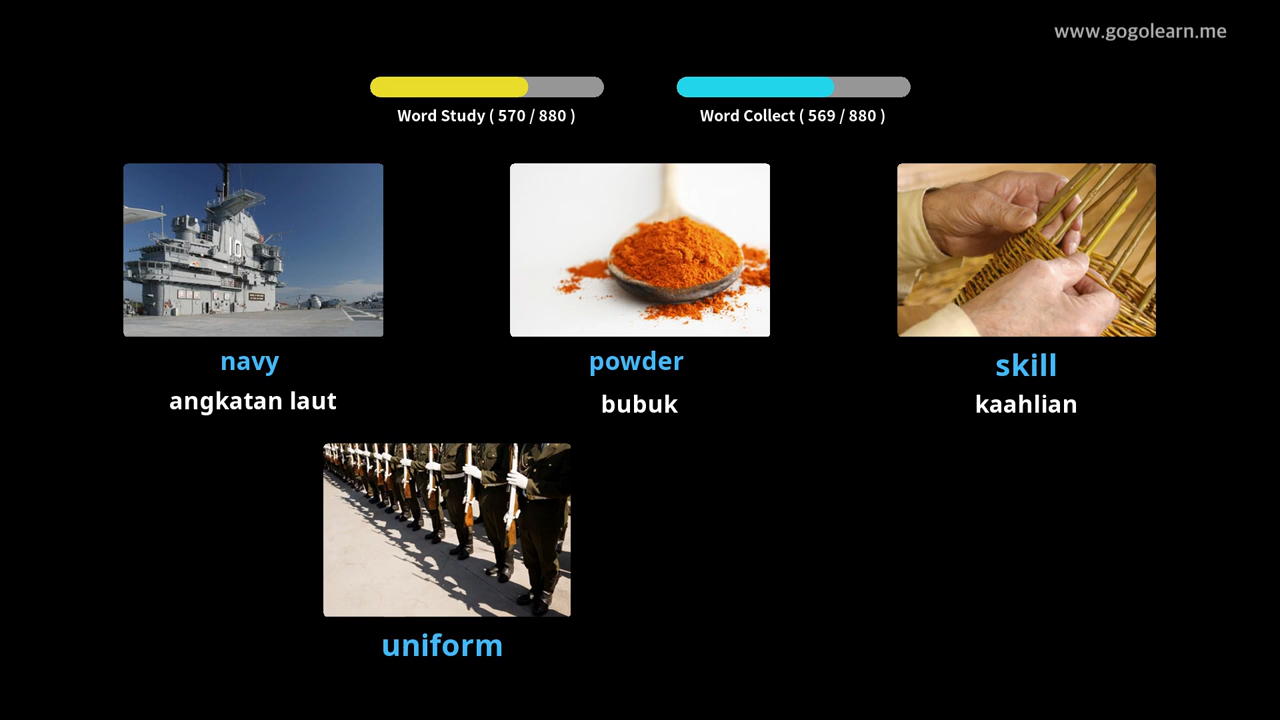 www.gogolearn.me
Word Study ( 570 / 880 )
Word Collect ( 569 / 880 )
10
navy
powder
skill
angkatan laut
bubuk
kaahlian
uniform